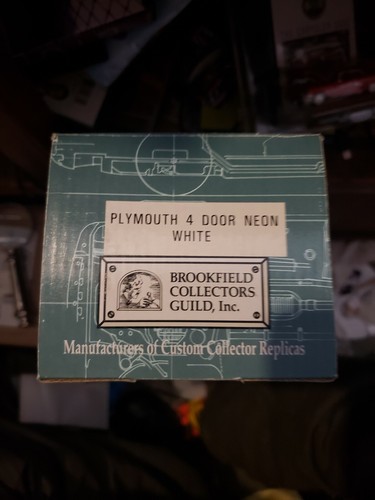 PLYMOUTH 4 DOOR NEON
WHITE
BROOKFIELD
COLLECTORS
GUILD, Inc.
Manufacturers of Custom Collector Replicas